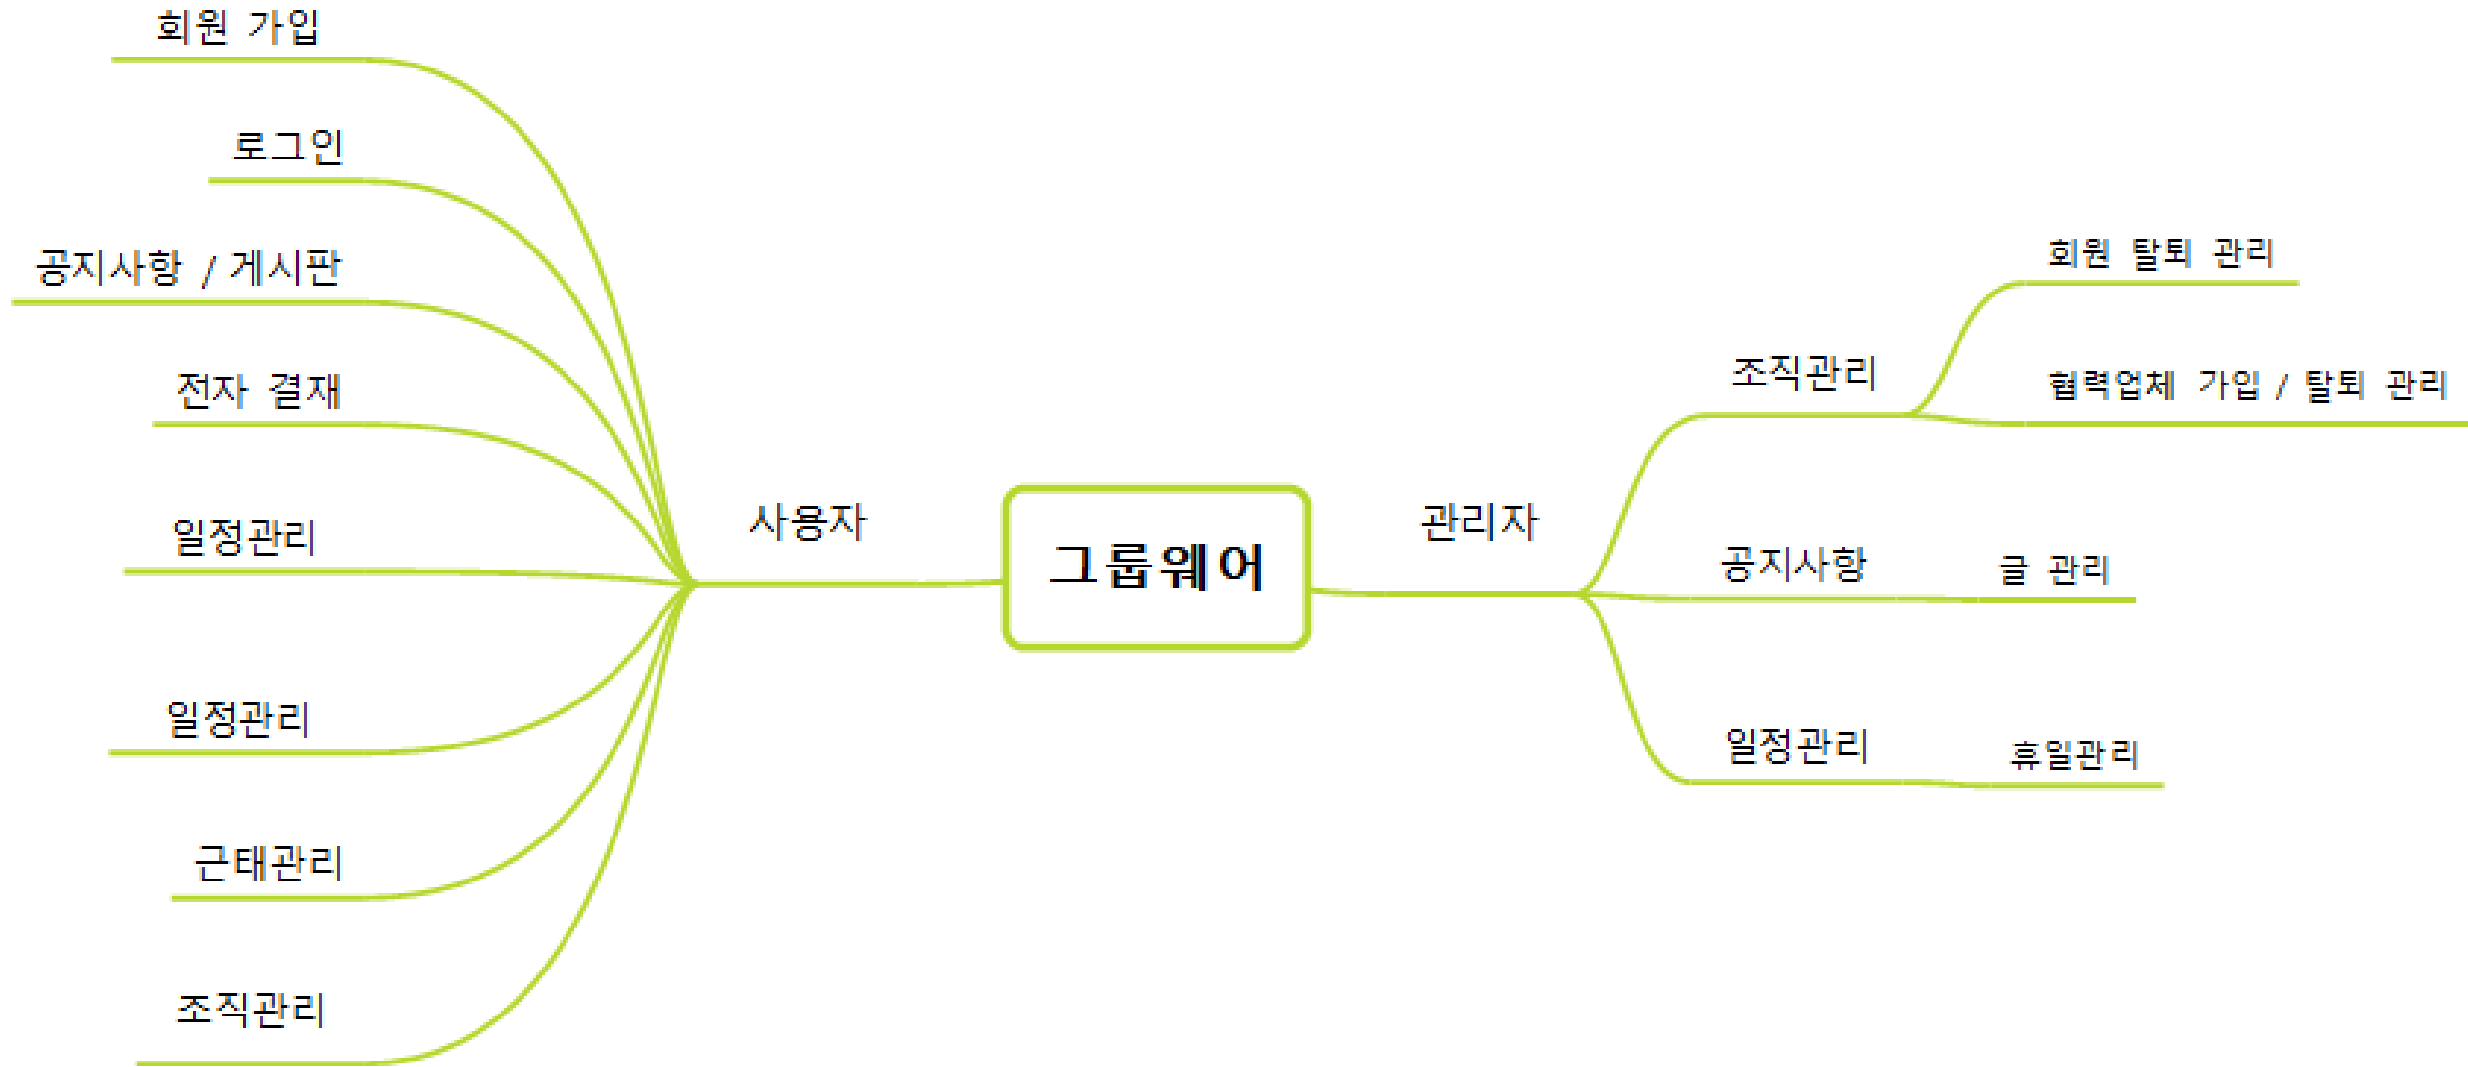 회원 가입
로그인
공지사항 / 게시판
전자 결재
일정관리
일정관리
근태관리
조직관리
사용자
그룹웨어
관리자
조직관리
회원 탈퇴 관리
협력업체 가입 / 탈퇴 관리
공지사항
글 관리
일정관리
휴일관리